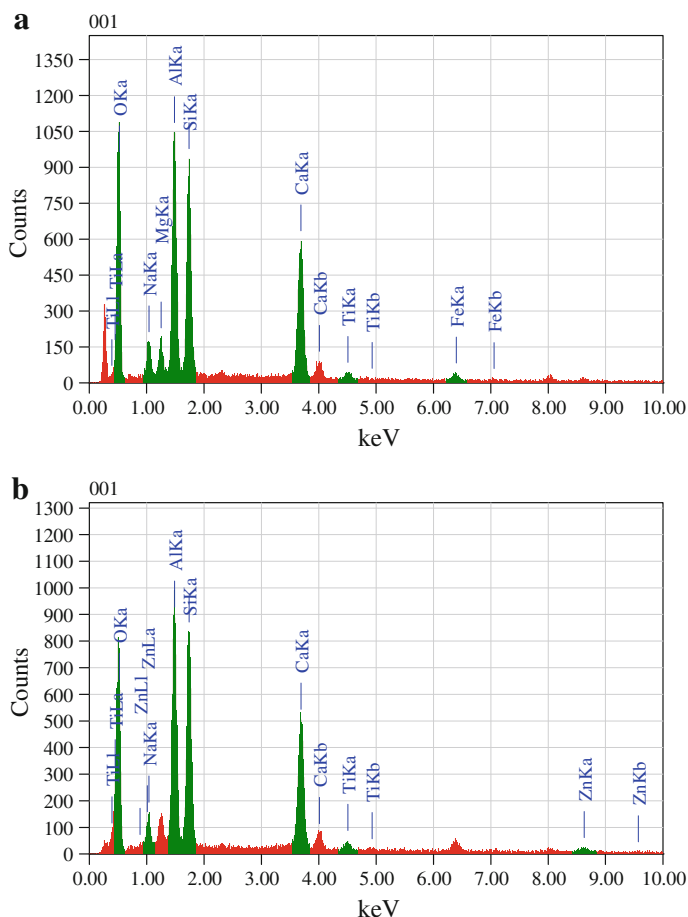 a
001
1350
1200
1050
900
750
600
450
300
150
0
Counts
TiLl
TiLa
OKa
NaKa
MgKa
AlKa
SiKa
CaKa
CaKb
TiKa
TiKb
FeKa
FeKb
0.00 1.00 2.00 3.00 4.00 5.00 6.00 7.00 8.00 9.00 10.00
keV
b
001
1300
1200
1100
1000
900
800
700
600
500
400
300
200
100
0
Counts
TiLl
TiLa
OKa
ZnLl
ZnLa
NaKa
AlKa
SiKa
CaKa
CaKb
TiKa
TiKb
ZnKa
ZnKb
0.00 1.00 2.00 3.00 4.00 5.00 6.00 7.00 8.00 9.00 10.00
keV